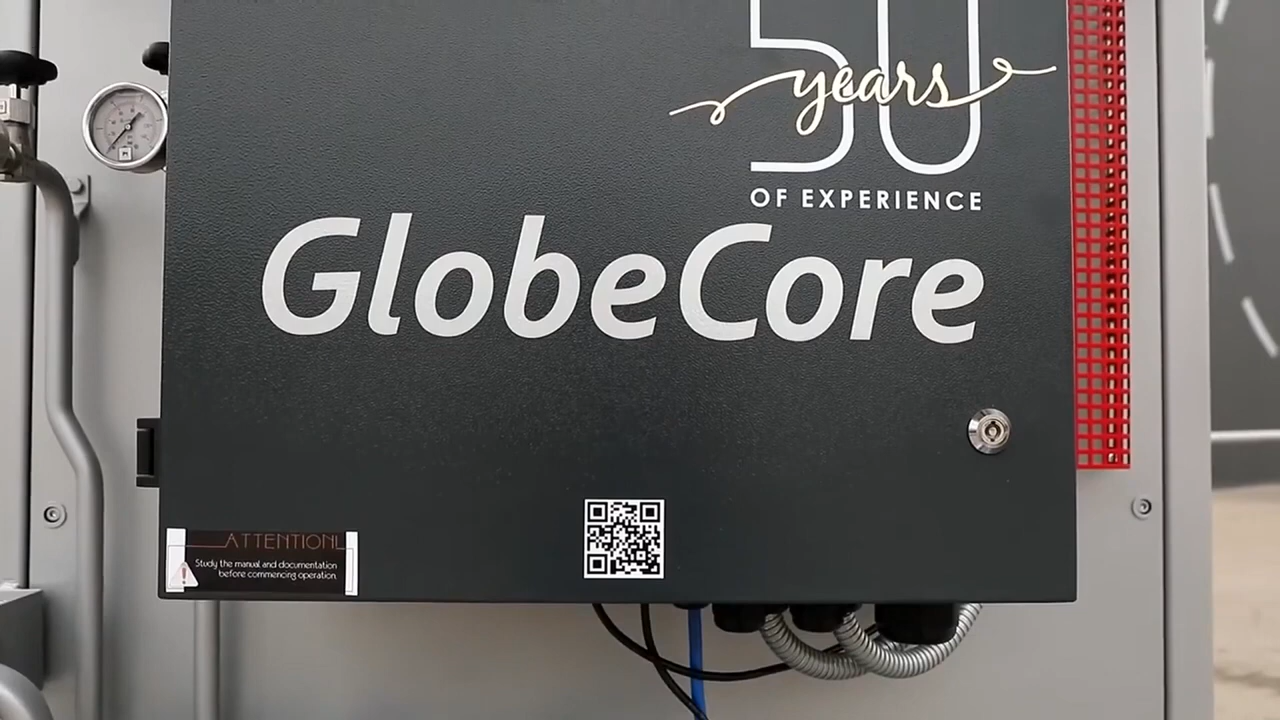 50
years
OF EXPERIENCE
GlobeCore
ATTENTION!
Study the manual and documentation
before commencing operation.